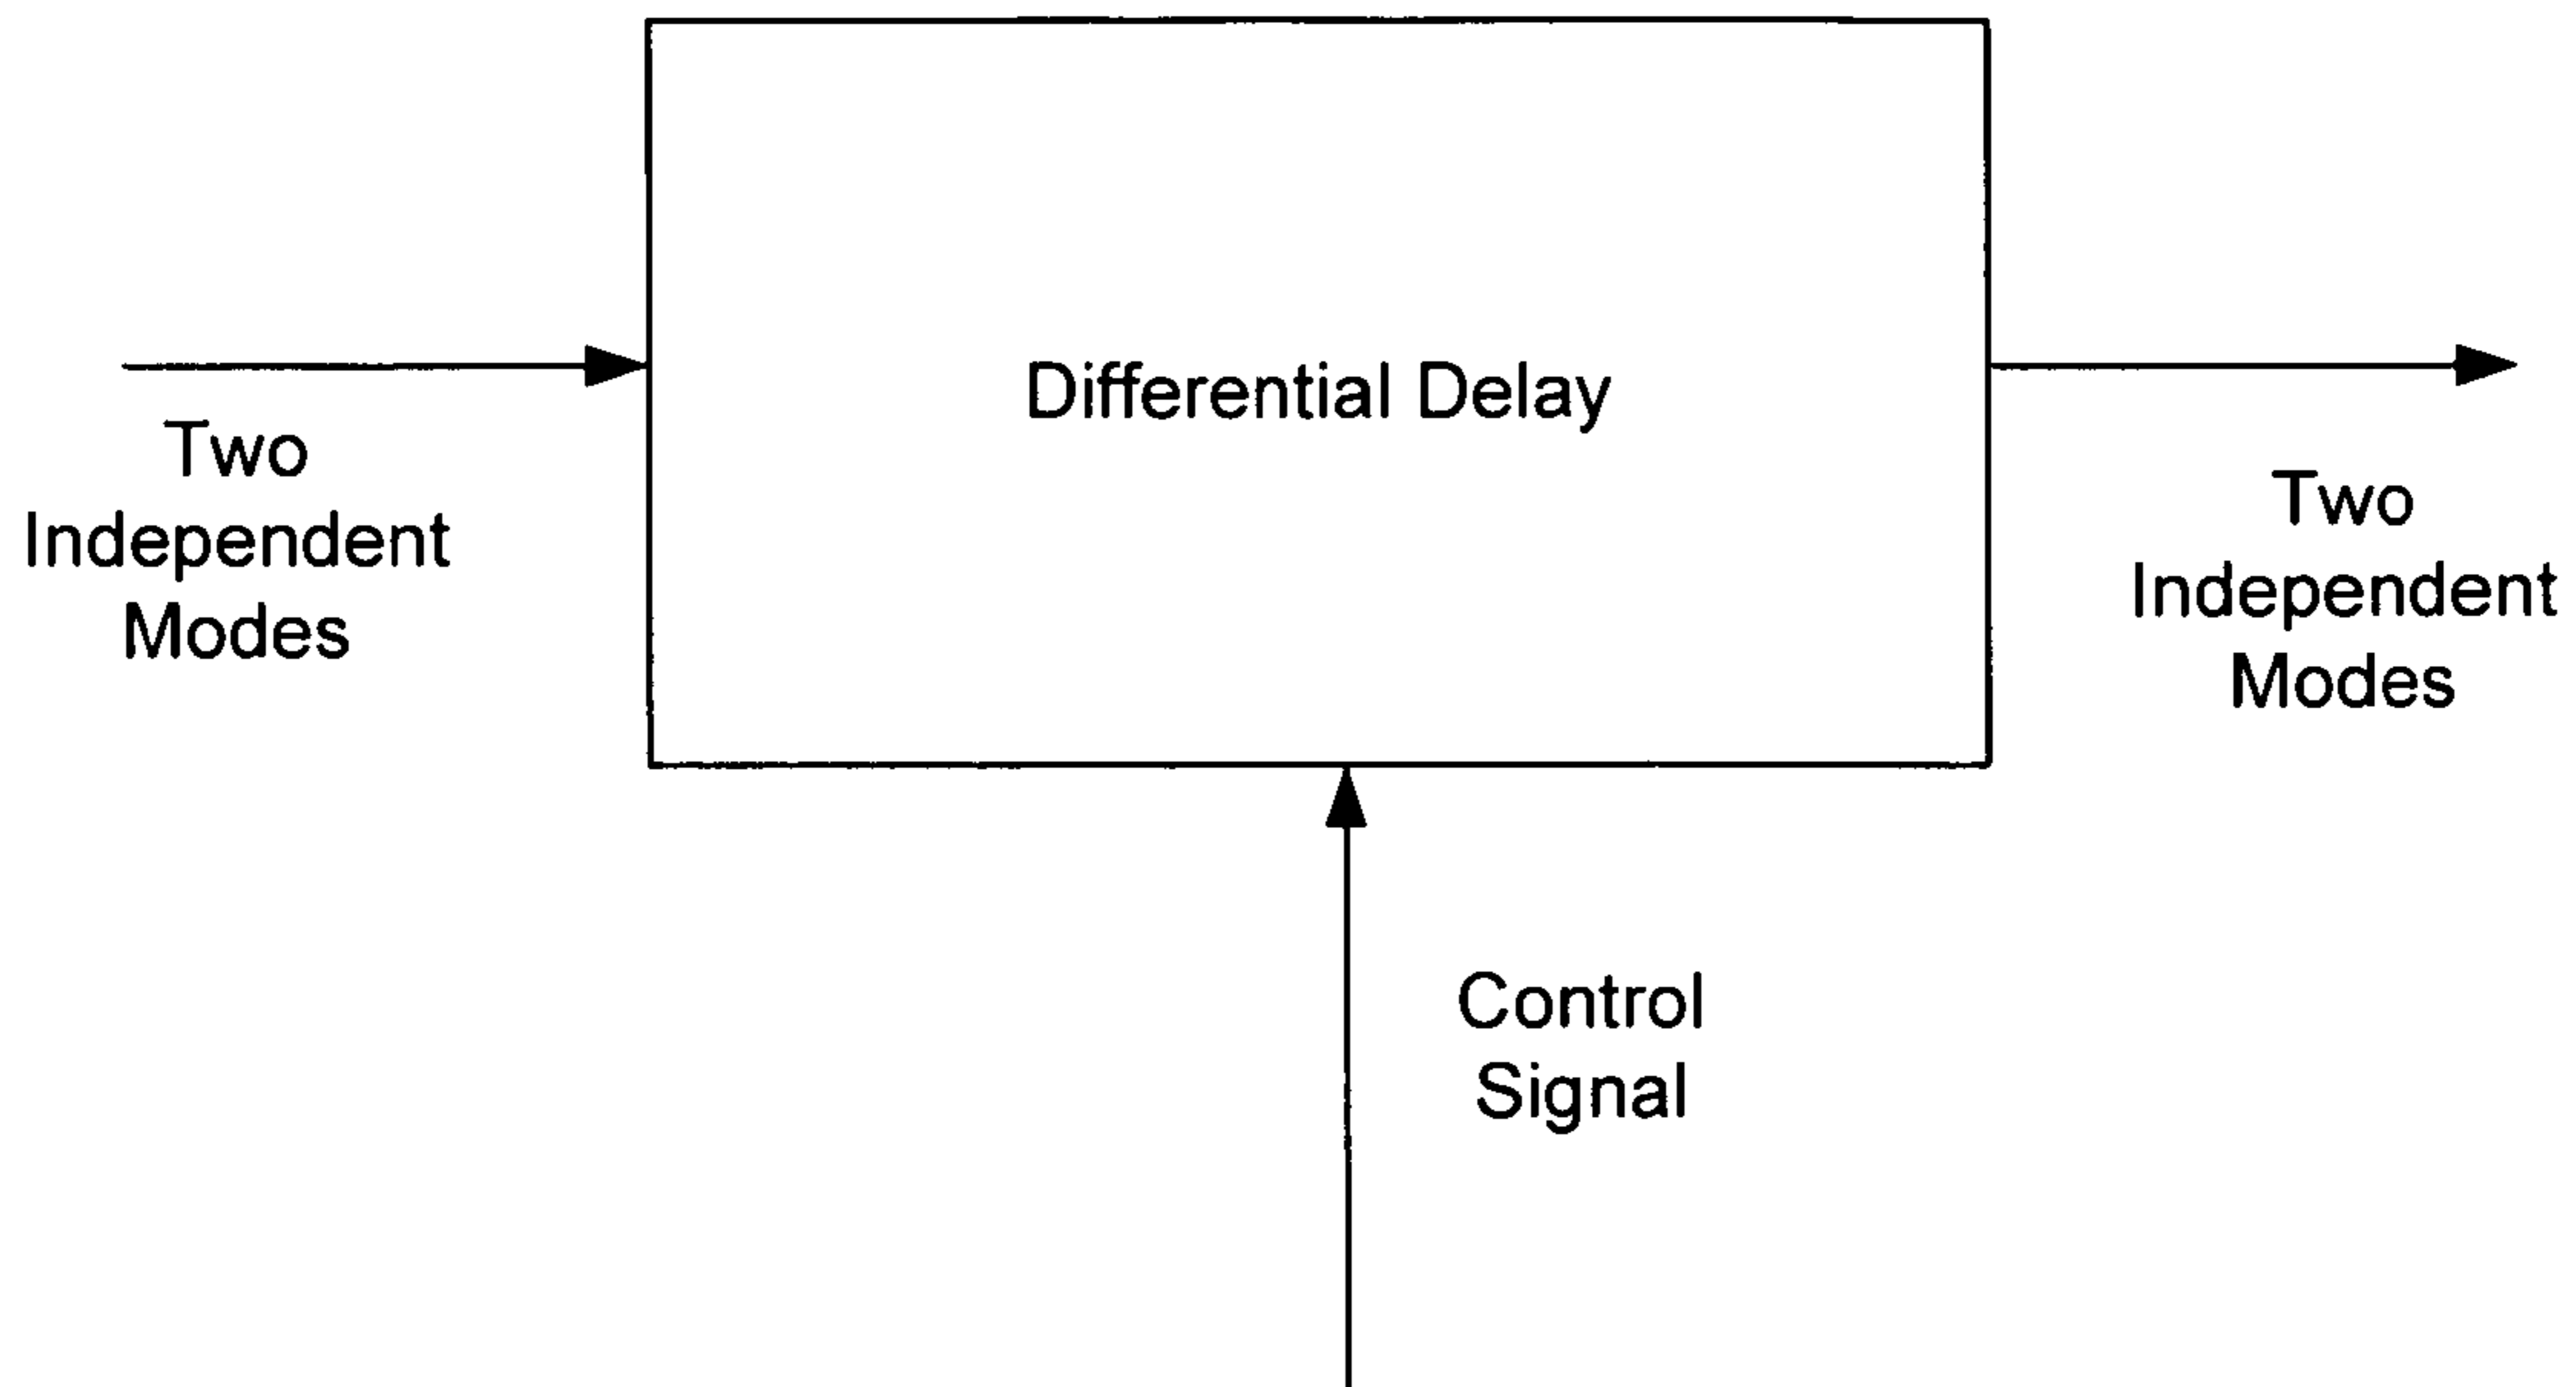 Differential Delay
Two
Independent
Modes
Two
Independent
Modes
Control
Signal